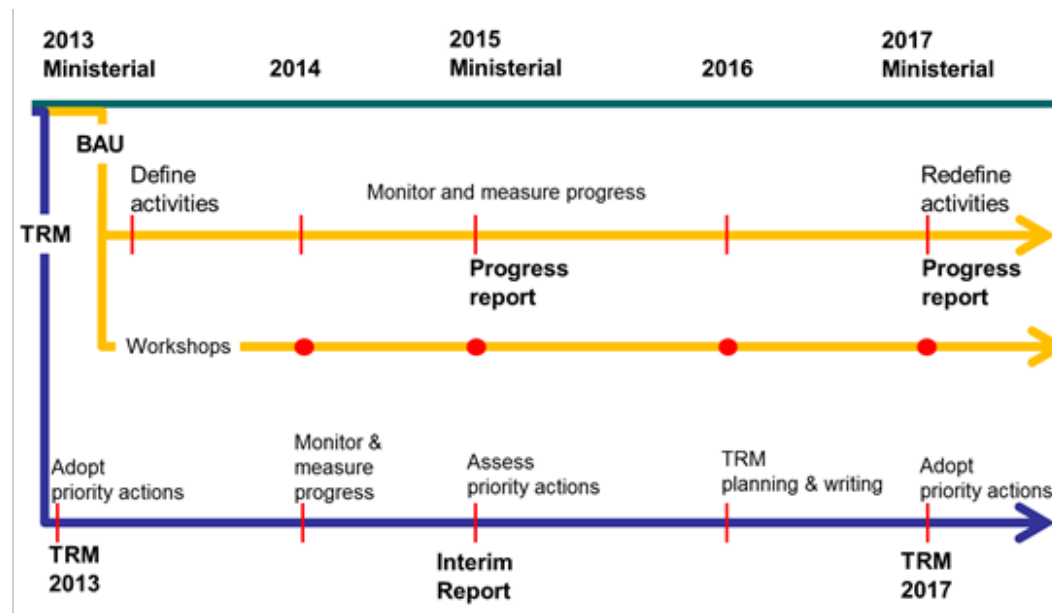 2013
Ministerial
2014
2015
Ministerial
2016
2017
Ministerial
BAU
TRM
Define
activities
Monitor and measure progress
Redefine
activities
Progress
report
Progress
report
Workshops
Adopt
priority actions
Monitor &
measure
progress
Assess
priority actions
TRM
planning & writing
Adopt
priority actions
TRM
2013
Interim
Report
TRM
2017